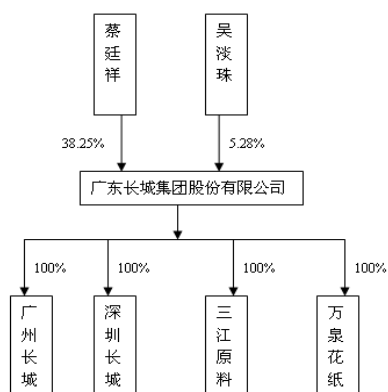 蔡廷祥
吴淡珠
38.25%
5.28%
广东长城集团股份有限公司
100%
100%
100%
100%
广州长城
深圳长城
三江原料
万泉花纸